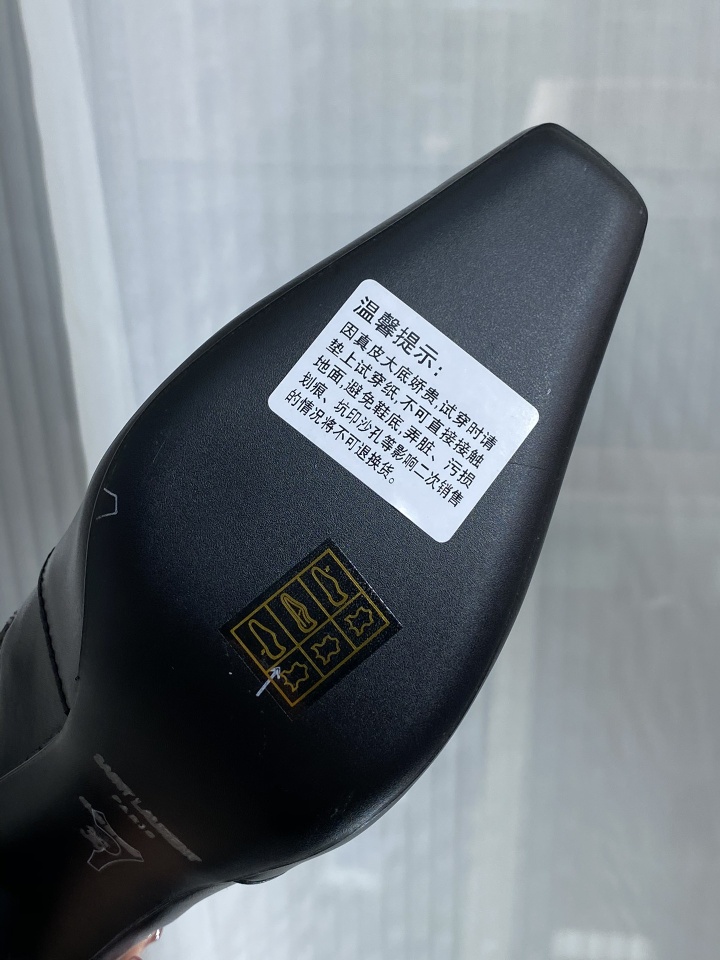 温馨提示：
因真皮大底娇贵,试穿时请
垫上试穿纸,不可直接接触
地面,避免鞋底,弄脏、污损
划痕、坑印沙孔等影响二次销售
的情况将不可退换货。